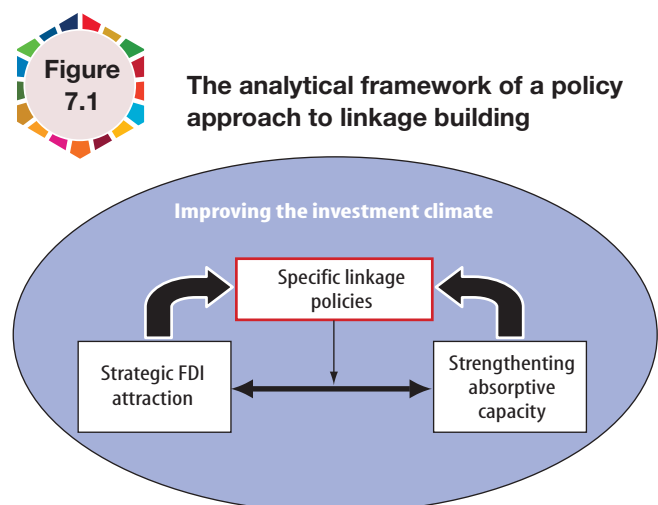 Figure
7.1
The analytical framework of a policy
approach to linkage building
Improving the investment climate
Specific linkage
policies
Strategic FDI
attraction
Strengthenting
absorptive
capacity